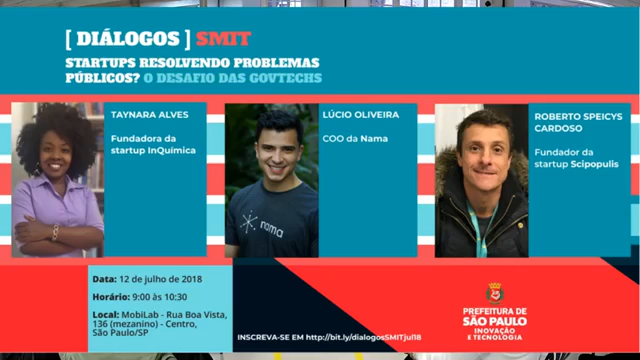 [ DIÁLOGOS ] SMIT
STARTUPS RESOLVENDO PROBLEMAS
PÚBLICOS? O DESAFIO DAS GOVTECHS
TAYNARA ALVES
Fundadora da
startup InQuímica
LÚCIO OLIVEIRA
COO da Nama
nama
ROBERTO SPEICYS
CARDOSO
Fundador da
startup Scipopulis
Data: 12 de julho de 2018
Horário: 9:00 às 10:30
Local: MobiLab - Rua Boa Vista,
136 (mezanino) - Centro,
São Paulo/SP
INSCREVA-SE EM http://bit.ly/dialogosSMITjul18
PREFEITURA DE
SÃO PAULO
INOVAÇÃO
E TECNOLOGIA